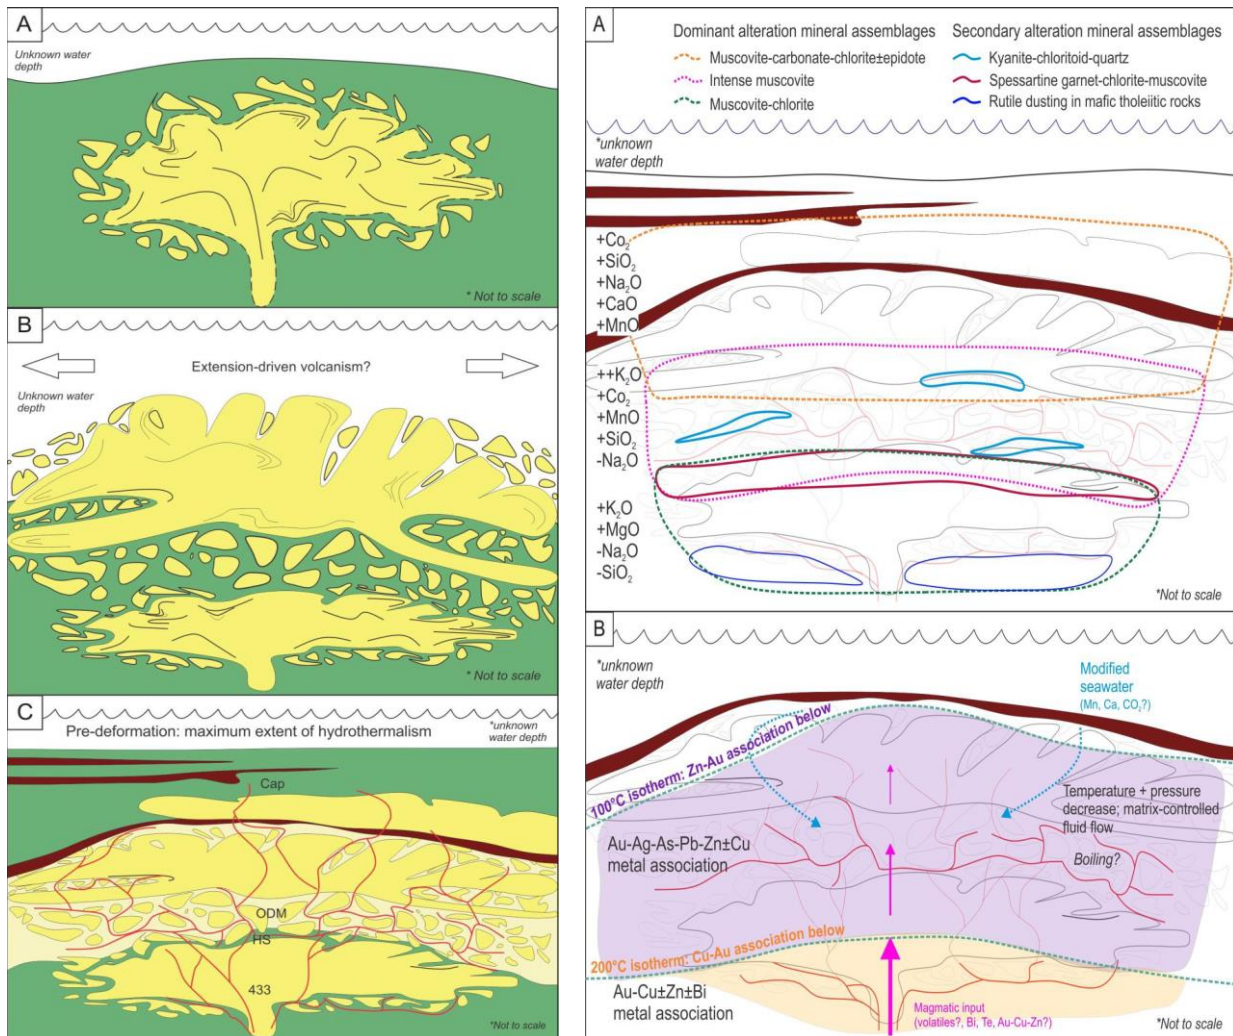 A
Unknown water
depth
* Not to scale
B
Extension-driven volcanism?
Unknown water
depth
* Not to scale
C
Pre-deformation: maximum extent of hydrothermalism
*unknown
water depth
Cap
ODM
HS
433
*Not to scale
A
Dominant alteration mineral assemblages
Muscovite-carbonate-chlorite±epidote
Intense muscovite
Muscovite-chlorite
Secondary alteration mineral assemblages
Kyanite-chloritoid-quartz
Spessartine garnet-chlorite-muscovite
Rutile dusting in mafic tholeiitic rocks
*unknown
water depth
+Co₂
+SiO₂
+Na₂O
+CaO
+MnO
++K₂O
+Co₂
+MnO
+SiO₂
-Na₂O
+K₂O
+MgO
-Na₂O
-SiO₂
*Not to scale
B
*unknown
water depth
Modified
seawater
(Mn, Ca, CO₂?)
100°C isotherm: Zn-Au association below
Temperature + pressure
decrease; matrix-controlled
fluid flow
Au-Ag-As-Pb-Zn±Cu
metal association
Boiling?
200°C isotherm: Cu-Au association below
Au-Cu±Zn±Bi
metal association
Magmatic input
(volatiles?, Bi, Te, Au-Cu-Zn?)
*Not to scale